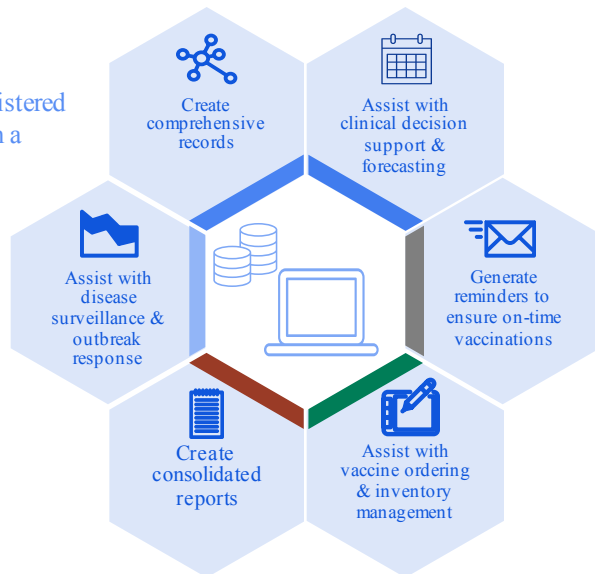 Create
comprehensive
records
Assist with
clinical decision
support &
forecasting
Generate
reminders to
ensure on-time
vaccinations
Assist with
vaccine ordering
& inventory
management
Create
consolidated
reports
Assist with
disease
surveillance &
outbreak
response